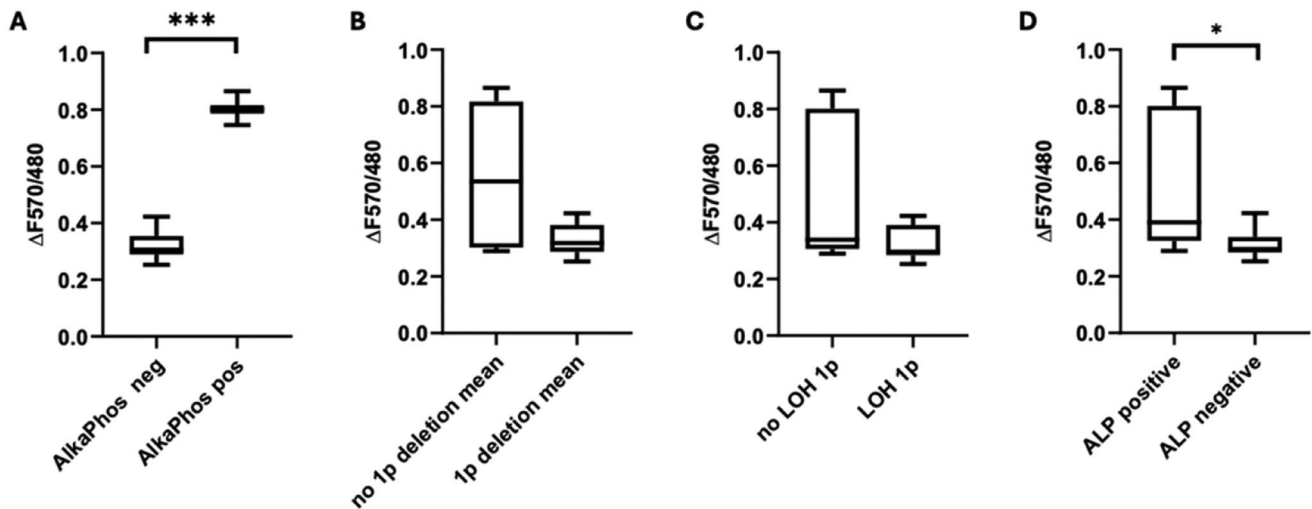 A
***
1.0
0.8
0.6
0.4
0.2
0.0
ΔF570/480
AlkaPhos neg
AlkaPhos pos
B
1.0
0.8
0.6
0.4
0.2
0.0
ΔF570/480
no 1p deletion mean
1p deletion mean
C
1.0
0.8
0.6
0.4
0.2
0.0
ΔF570/480
no LOH 1p
LOH 1p
D
*
1.0
0.8
0.6
0.4
0.2
0.0
ΔF570/480
ALP positive
ALP negative